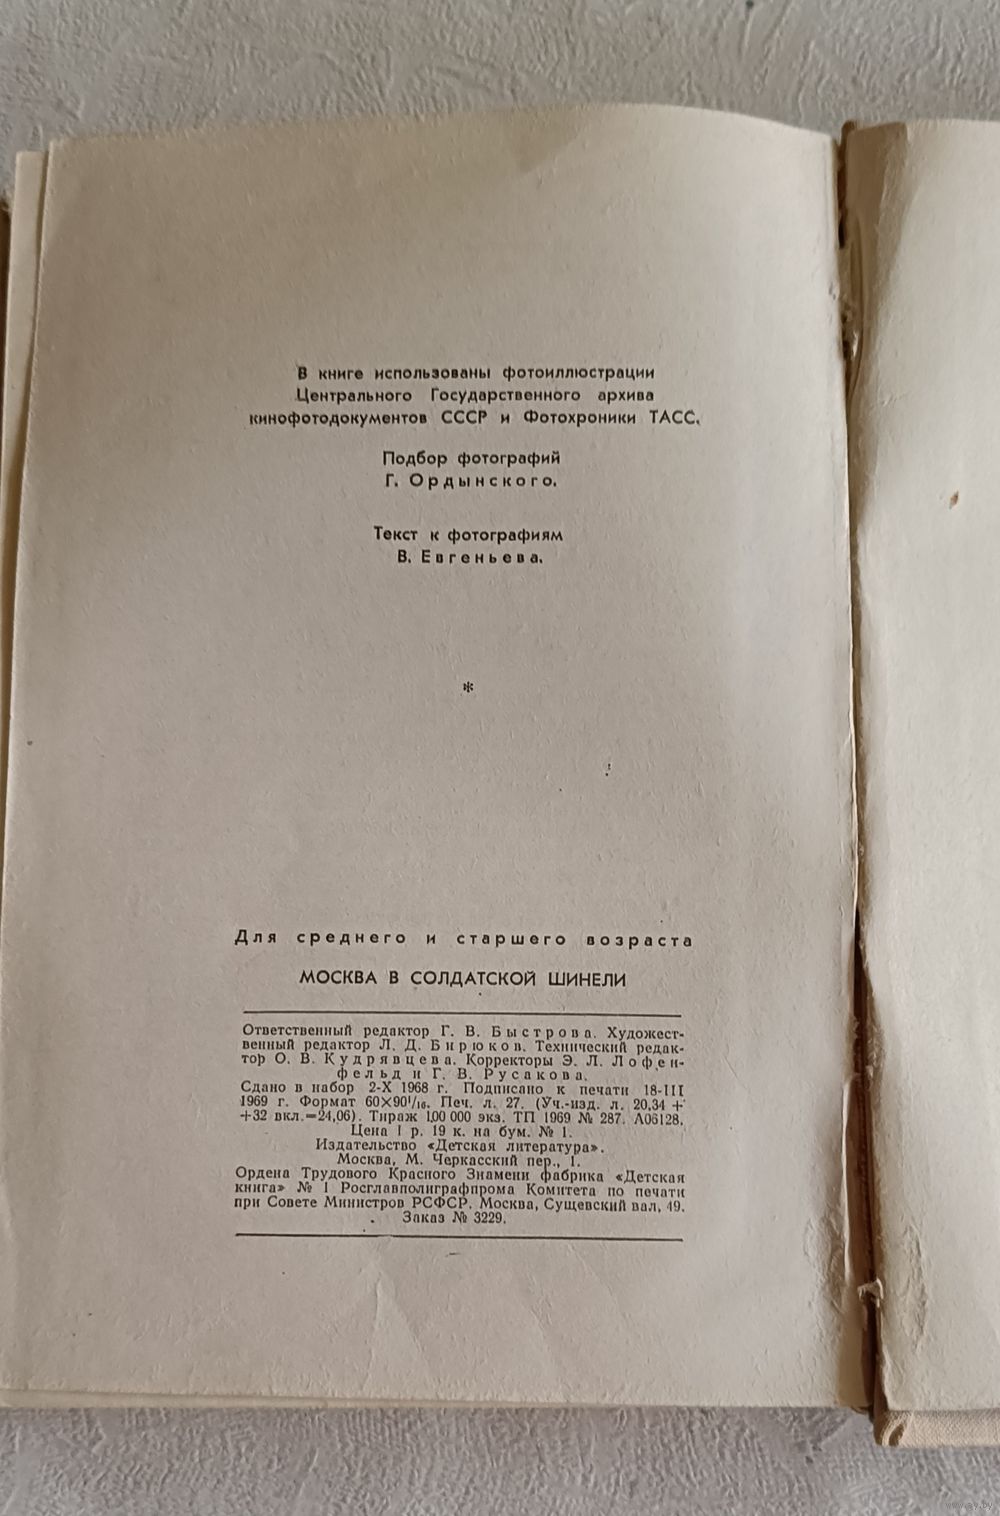 В книге использованы фотоиллюстрации
Центрального Государственного архива
кинофотодокументов СССР и Фотохроники ТАСС.
Подбор фотографий
Г. Ордынского.
Текст к фотографиям
В. Евгеньева.
*
Для среднего и старшего возраста
МОСКВА В СОЛДАТСКОЙ ШИНЕЛИ
Ответственный редактор Г. В. Быстрова. Художест-
венный редактор Л. Д. Бирюков. Технический редак-
тор О. В. Кудрявцева. Корректоры Э. Л. Лофен-
фельд и Г. В. Русакова.
Сдано в набор 2-X 1968 г. Подписано к печати 18-III
1969 г. Формат 60×90¹/₁₆. Печ. л. 27. (Уч.-изд. л. 20,34 +
+32 вкл.=24,06). Тираж 100 000 экз. ТП 1969 № 287. А06128.
Цена 1 р. 19 к. на бум. № 1.
Издательство «Детская литература».
Москва, М. Черкасский пер., 1.
Ордена Трудового Красного Знамени фабрика «Детская
книга» № 1 Росглавполиграфпрома Комитета по печати
при Совете Министров РСФСР. Москва, Сущевский вал, 49.
Заказ № 3229.
www.ay.by